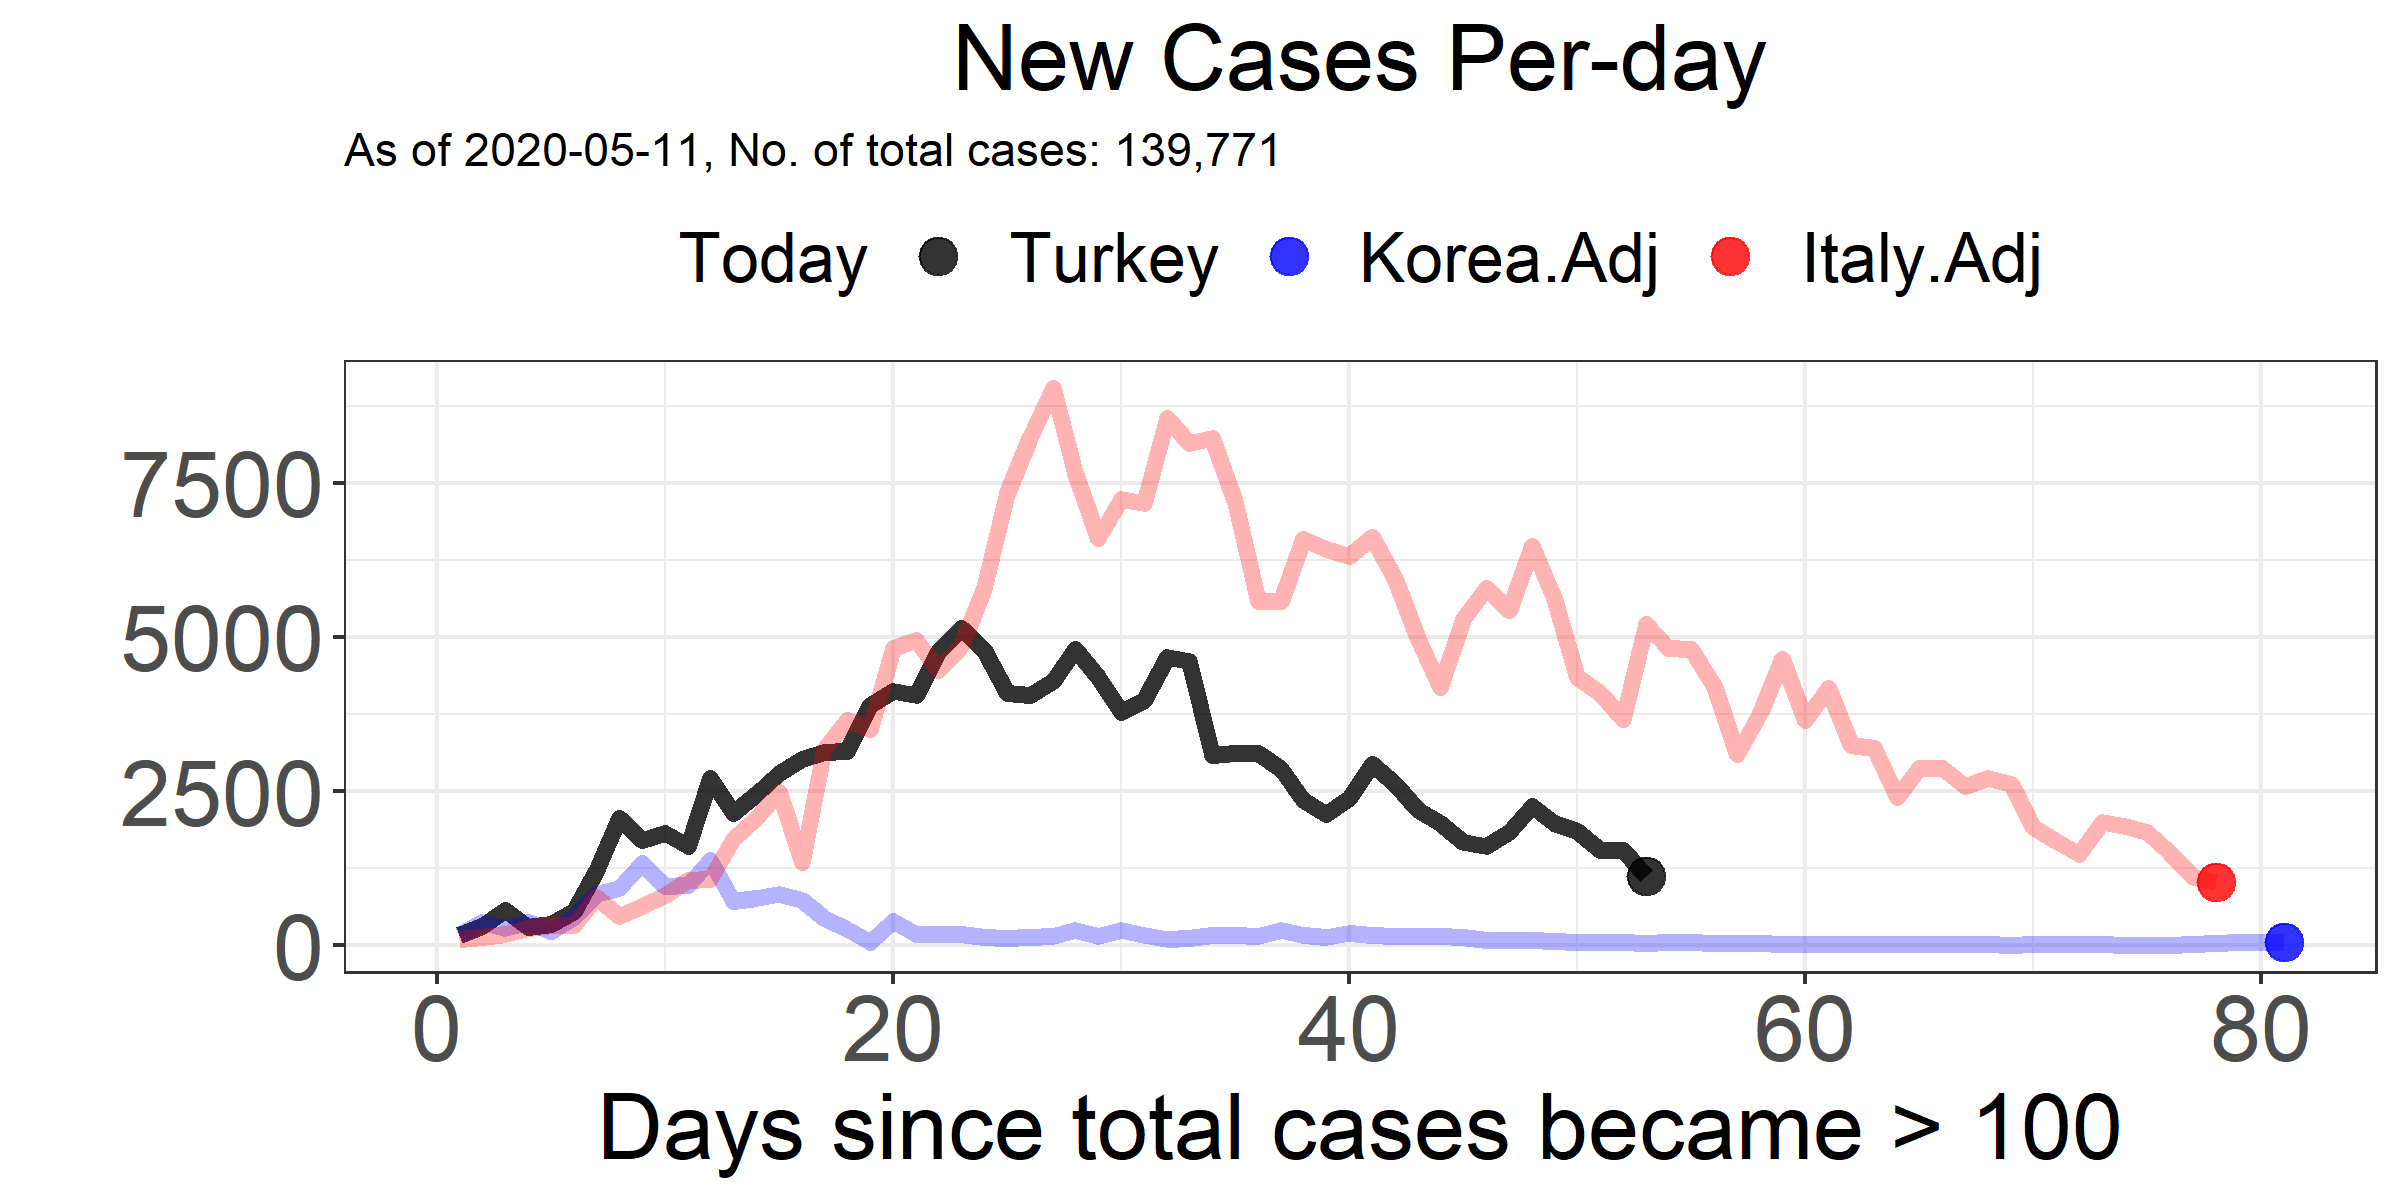 New Cases Per-day
As of 2020-05-11, No. of total cases: 139,771
Today Turkey Korea.Adj Italy.Adj
7500
5000
2500
0
0 20 40 60 80
Days since total cases became > 100